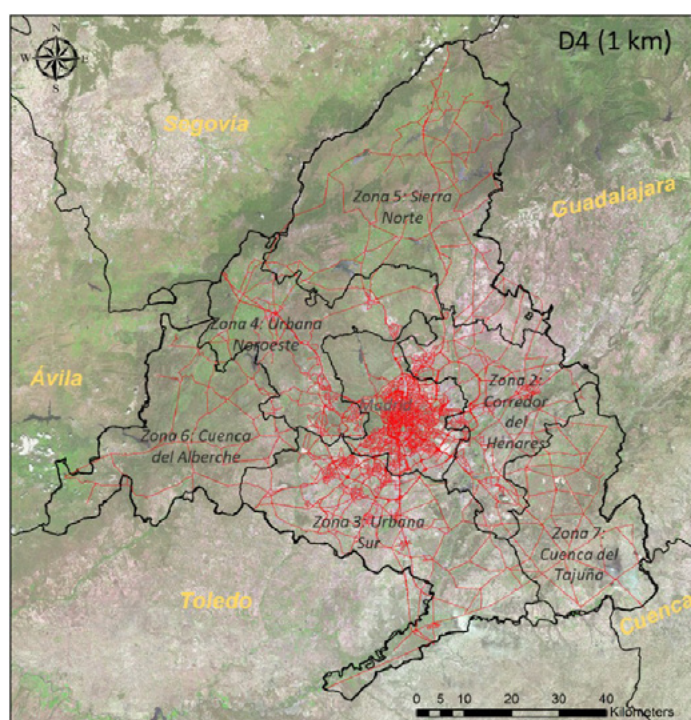 D4 (1 km)
N
W
E
S
Segovia
Zona 5: Sierra
Norte
Guadalajara
Zona 4: Urbana
Noroeste
Ávila
Madrid
Zona 2:
Corredor
del
Henares
Zona 6: Cuenca
del Alberche
Zona 3: Urbana
Sur
Zona 7:
Cuenca del
Tajuña
Toledo
Cuenca
0 5 10 20 30 40
Kilometers